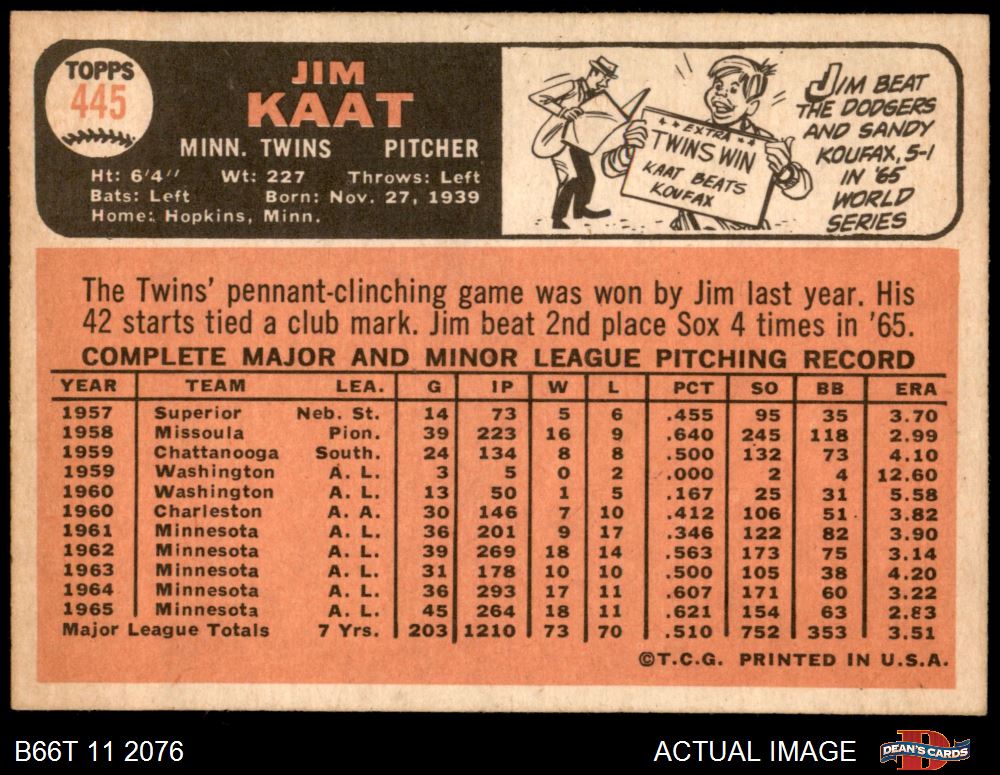 TOPPS
445
JIM
KAAT
MINN. TWINS PITCHER
Ht: 6'4" Wt: 227 Throws: Left
Bats: Left Born: Nov. 27, 1939
Home: Hopkins, Minn.
EXTRA
TWINS WIN
KAAT BEATS
KOUFAX
JIM BEAT
THE DODGERS
AND SANDY
KOUFAX, 5-1
IN '65
WORLD
SERIES
The Twins' pennant-clinching game was won by Jim last year. His
42 starts tied a club mark. Jim beat 2nd place Sox 4 times in '65.
COMPLETE MAJOR AND MINOR LEAGUE PITCHING RECORD
YEAR TEAM LEA. G IP W L PCT SO BB ERA
1957 Superior Neb. St. 14 73 5 6 .455 95 35 3.70
1958 Missoula Pion. 39 223 16 9 .640 245 118 2.99
1959 Chattanooga South. 24 134 8 8 .500 132 73 4.10
1959 Washington A. L. 3 5 0 2 .000 2 4 12.60
1960 Washington A. L. 13 50 1 5 .167 25 31 5.58
1960 Charleston A. A. 30 146 7 10 .412 106 51 3.82
1961 Minnesota A. L. 36 201 9 17 .346 122 82 3.90
1962 Minnesota A. L. 39 269 18 14 .563 173 75 3.14
1963 Minnesota A. L. 31 178 10 10 .500 105 38 4.20
1964 Minnesota A. L. 36 293 17 11 .607 171 60 3.22
1965 Minnesota A. L. 45 264 18 11 .621 154 63 2.83
Major League Totals 7 Yrs. 203 1210 73 70 .510 752 353 3.51
©T.C.G. PRINTED IN U.S.A.
B66T 11 2076
ACTUAL IMAGE
DEAN'S CARDS